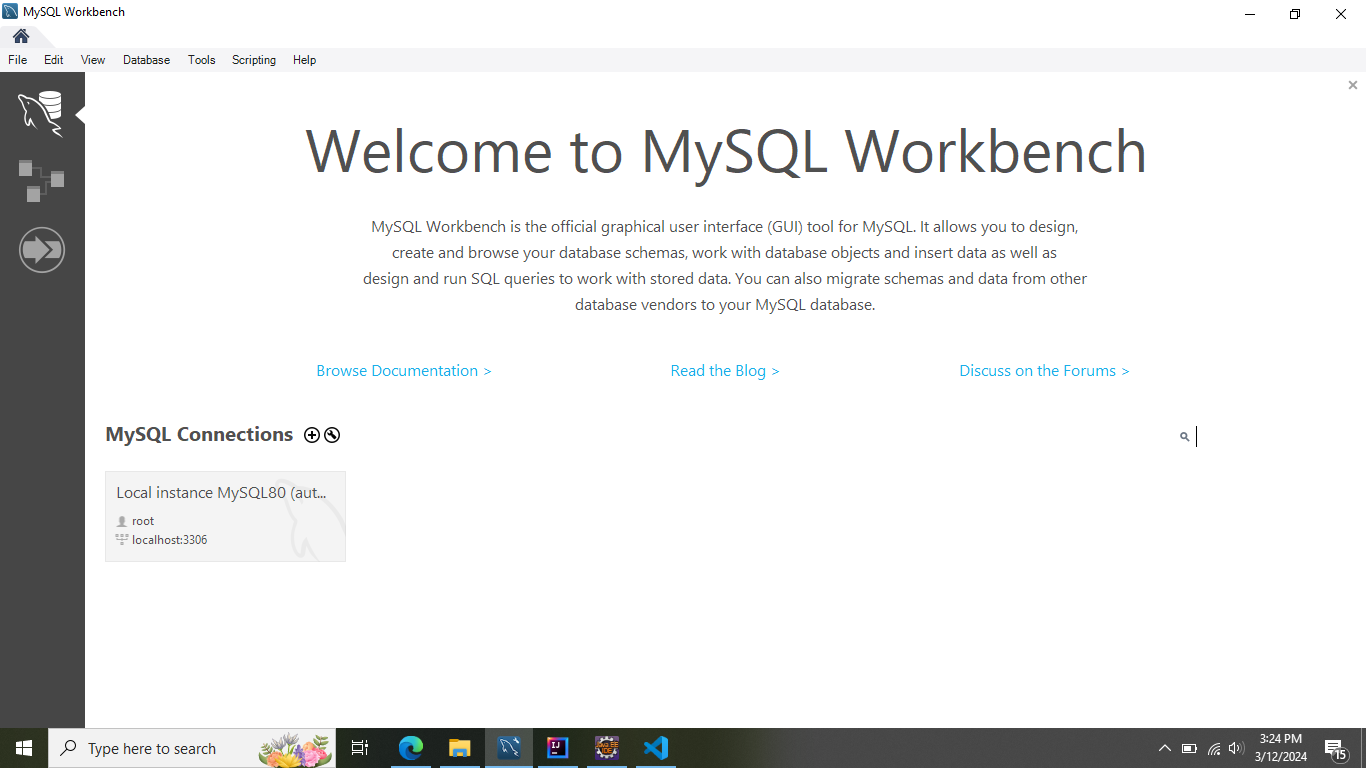 MySQL Workbench
File Edit View Database Tools Scripting Help
Welcome to MySQL Workbench
MySQL Workbench is the official graphical user interface (GUI) tool for MySQL. It allows you to design,
create and browse your database schemas, work with database objects and insert data as well as
design and run SQL queries to work with stored data. You can also migrate schemas and data from other
database vendors to your MySQL database.
Browse Documentation > Read the Blog > Discuss on the Forums >
MySQL Connections
Local instance MySQL80 (aut...
root
localhost:3306
Type here to search
IJ
Java EE
IDE
3:24 PM
3/12/2024
15